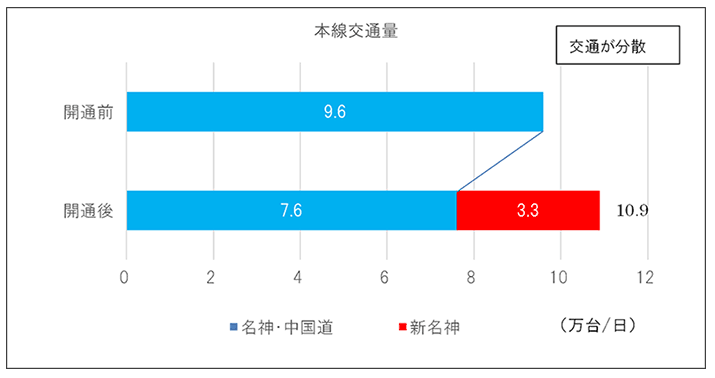 本線交通量
交通が分散
開通前
9.6
開通後
7.6
3.3
10.9
0 2 4 6 8 10 12
名神・中国道 新名神 (万台/日)